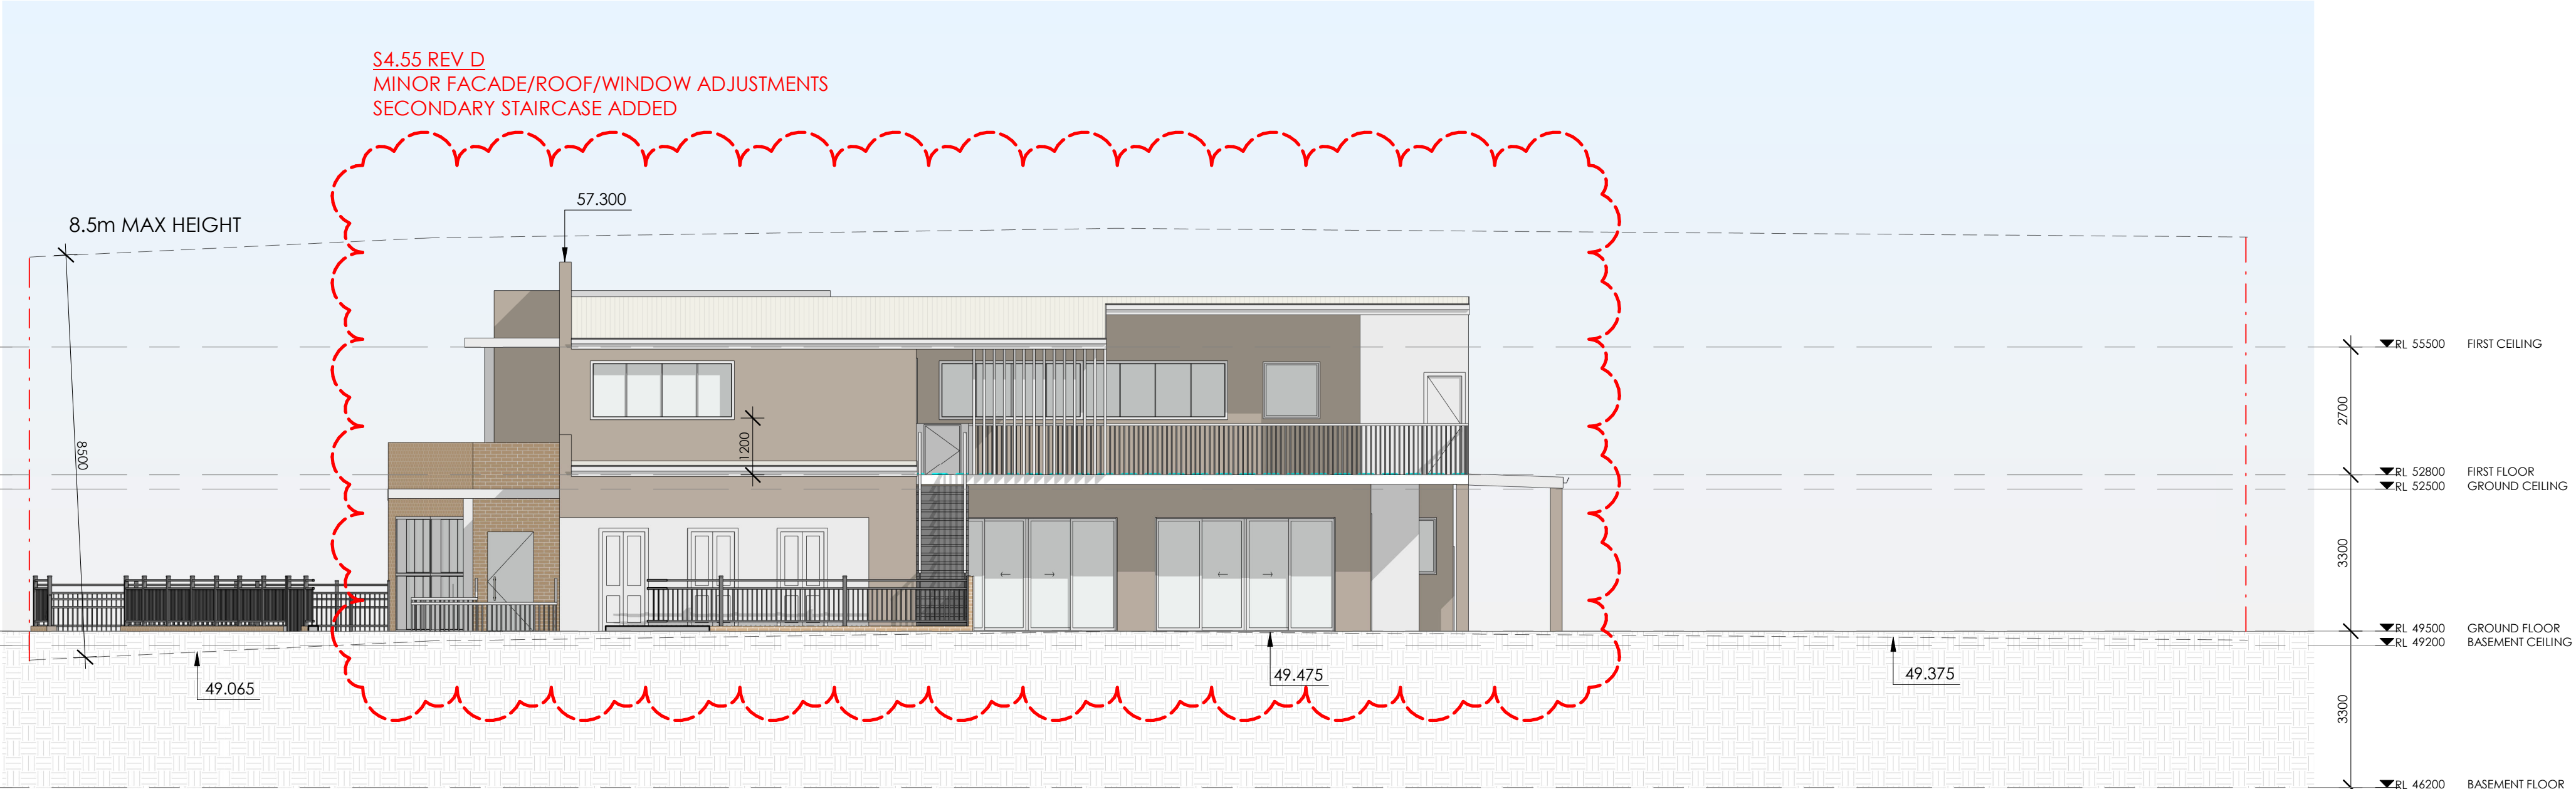 S4.55 REV D
MINOR FACADE/ROOF/WINDOW ADJUSTMENTS
SECONDARY STAIRCASE ADDED
57.300
8.5m MAX HEIGHT
8500
1200
RL 55500 FIRST CEILING
2700
RL 52800 FIRST FLOOR
RL 52500 GROUND CEILING
3300
RL 49500 GROUND FLOOR
RL 49200 BASEMENT CEILING
49.065
49.475
49.375
3300
RL 46200 BASEMENT FLOOR